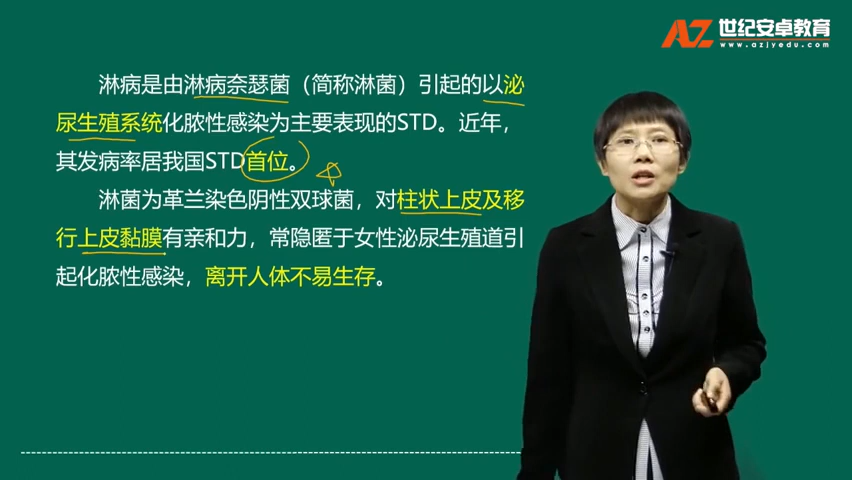 AZ 世纪安卓教育
www.azjyedu.com
淋病是由淋病奈瑟菌（简称淋菌）引起的以泌
尿生殖系统化脓性感染为主要表现的STD。近年，
其发病率居我国STD首位。
淋菌为革兰染色阴性双球菌，对柱状上皮及移
行上皮黏膜有亲和力，常隐匿于女性泌尿生殖道引
起化脓性感染，离开人体不易生存。